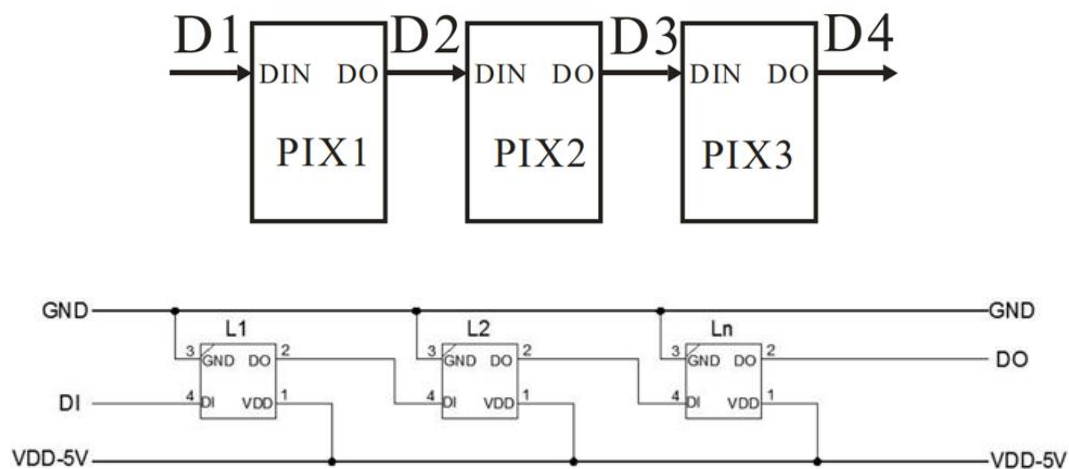 D1 D2 D3 D4
DIN DO DIN DO DIN DO
PIX1 PIX2 PIX3
GND GND
L1 L2 Ln
3 GND DO 2 3 GND DO 2 3 GND DO 2 DO
DI 4 DI VDD 1 4 DI VDD 1 4 DI VDD 1
VDD-5V VDD-5V